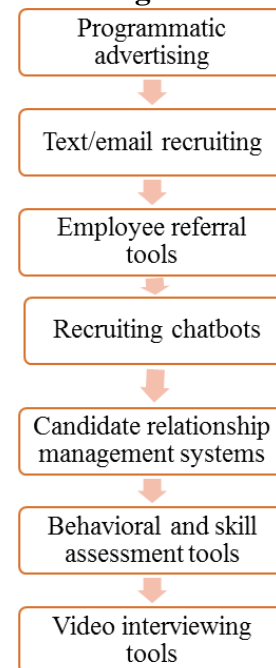 Programmatic
advertising
Text/email recruiting
Employee referral
tools
Recruiting chatbots
Candidate relationship
management systems
Behavioral and skill
assessment tools
Video interviewing
tools